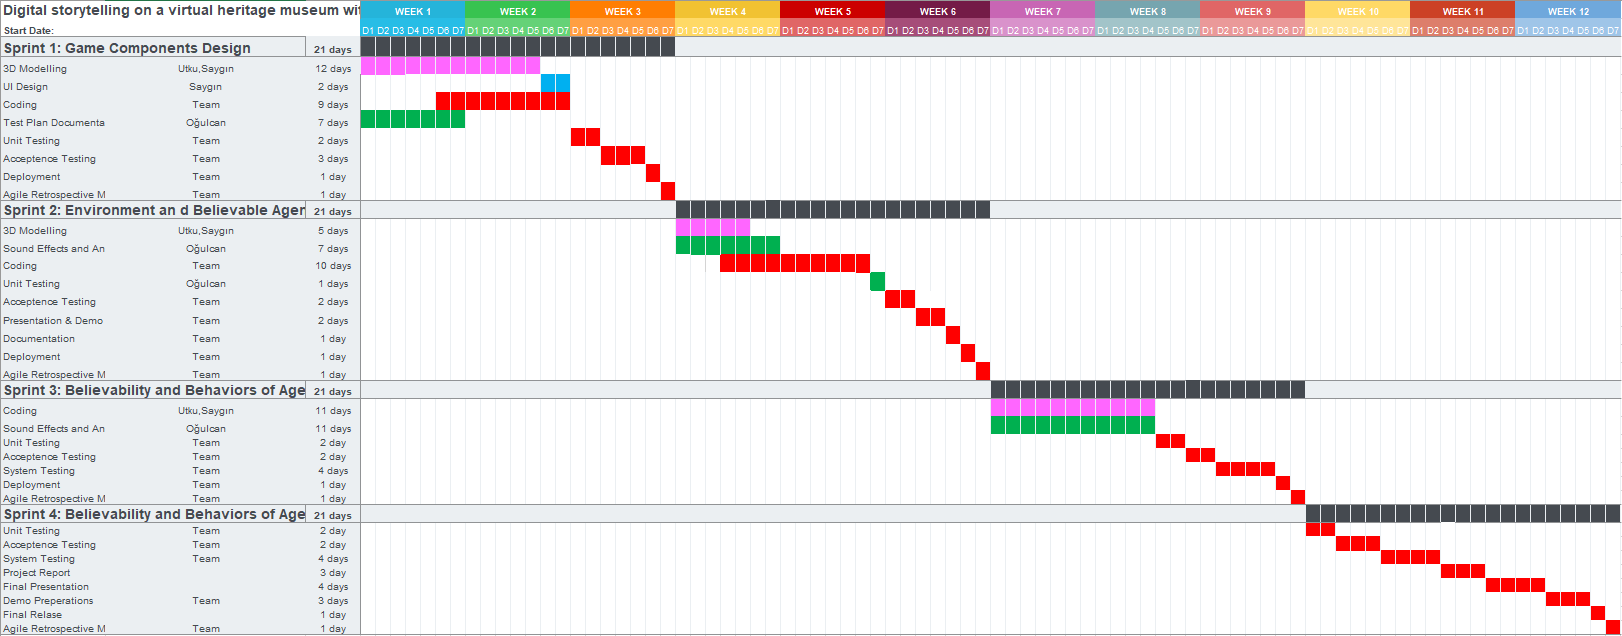 Digital storytelling on a virtual heritage museum wit WEEK 1 WEEK 2 WEEK 3 WEEK 4 WEEK 5 WEEK 6 WEEK 7 WEEK 8 WEEK 9 WEEK 10 WEEK 11 WEEK 12
Start Date: D1 D2 D3 D4 D5 D6 D7 D1 D2 D3 D4 D5 D6 D7 D1 D2 D3 D4 D5 D6 D7 D1 D2 D3 D4 D5 D6 D7 D1 D2 D3 D4 D5 D6 D7 D1 D2 D3 D4 D5 D6 D7 D1 D2 D3 D4 D5 D6 D7 D1 D2 D3 D4 D5 D6 D7 D1 D2 D3 D4 D5 D6 D7 D1 D2 D3 D4 D5 D6 D7 D1 D2 D3 D4 D5 D6 D7 D1 D2 D3 D4 D5 D6 D7
Sprint 1: Game Components Design 21 days
3D Modelling Utku,Saygın 12 days
UI Design Saygın 2 days
Coding Team 9 days
Test Plan Documenta Oğulcan 7 days
Unit Testing Team 2 days
Acceptence Testing Team 3 days
Deployment Team 1 day
Agile Retrospective M Team 1 day
Sprint 2: Environment an d Believable Agen 21 days
3D Modelling Utku,Saygın 5 days
Sound Effects and An Oğulcan 7 days
Coding Team 10 days
Unit Testing Oğulcan 1 days
Acceptence Testing Team 2 days
Presentation & Demo Team 2 days
Documentation Team 1 day
Deployment Team 1 day
Agile Retrospective M Team 1 day
Sprint 3: Believability and Behaviors of Age 21 days
Coding Utku,Saygın 11 days
Sound Effects and An Oğulcan 11 days
Unit Testing Team 2 day
Acceptence Testing Team 2 day
System Testing Team 4 days
Deployment Team 1 day
Agile Retrospective M Team 1 day
Sprint 4: Believability and Behaviors of Age 21 days
Unit Testing Team 2 day
Acceptence Testing Team 2 day
System Testing Team 4 days
Project Report 3 day
Final Presentation 4 days
Demo Preperations Team 3 days
Final Relase 1 day
Agile Retrospective M Team 1 day